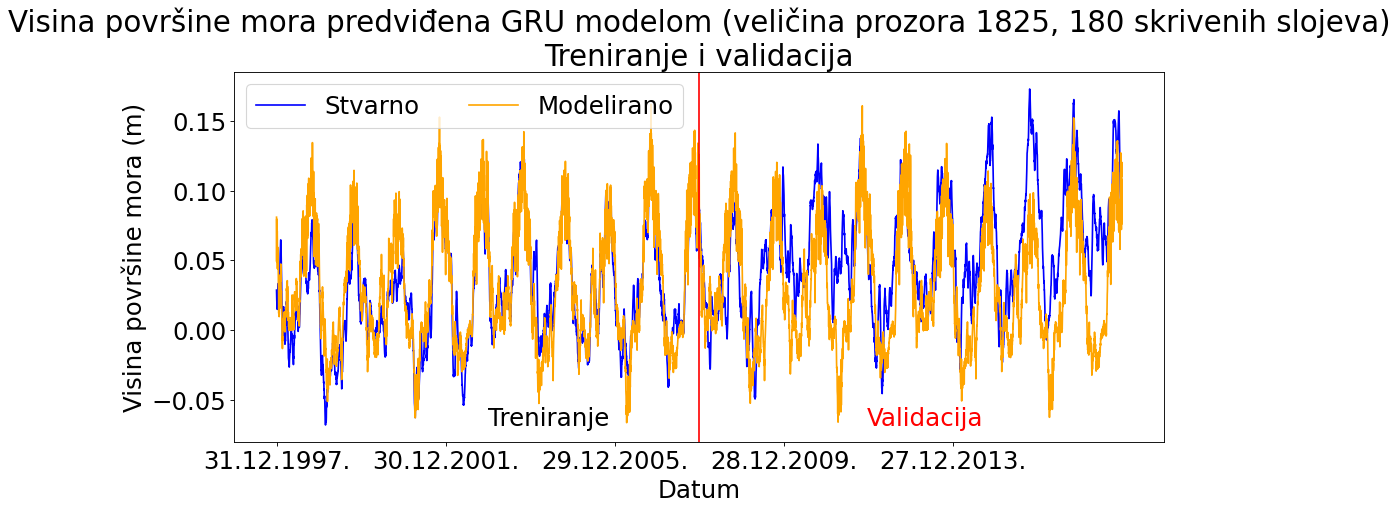 Visina površine mora predviđena GRU modelom (veličina prozora 1825, 180 skrivenih slojeva)
Treniranje i validacija
Stvarno
Modelirano
Visina površine mora (m)
0.15
0.10
0.05
0.00
−0.05
Treniranje
Validacija
31.12.1997.
30.12.2001.
29.12.2005.
28.12.2009.
27.12.2013.
Datum